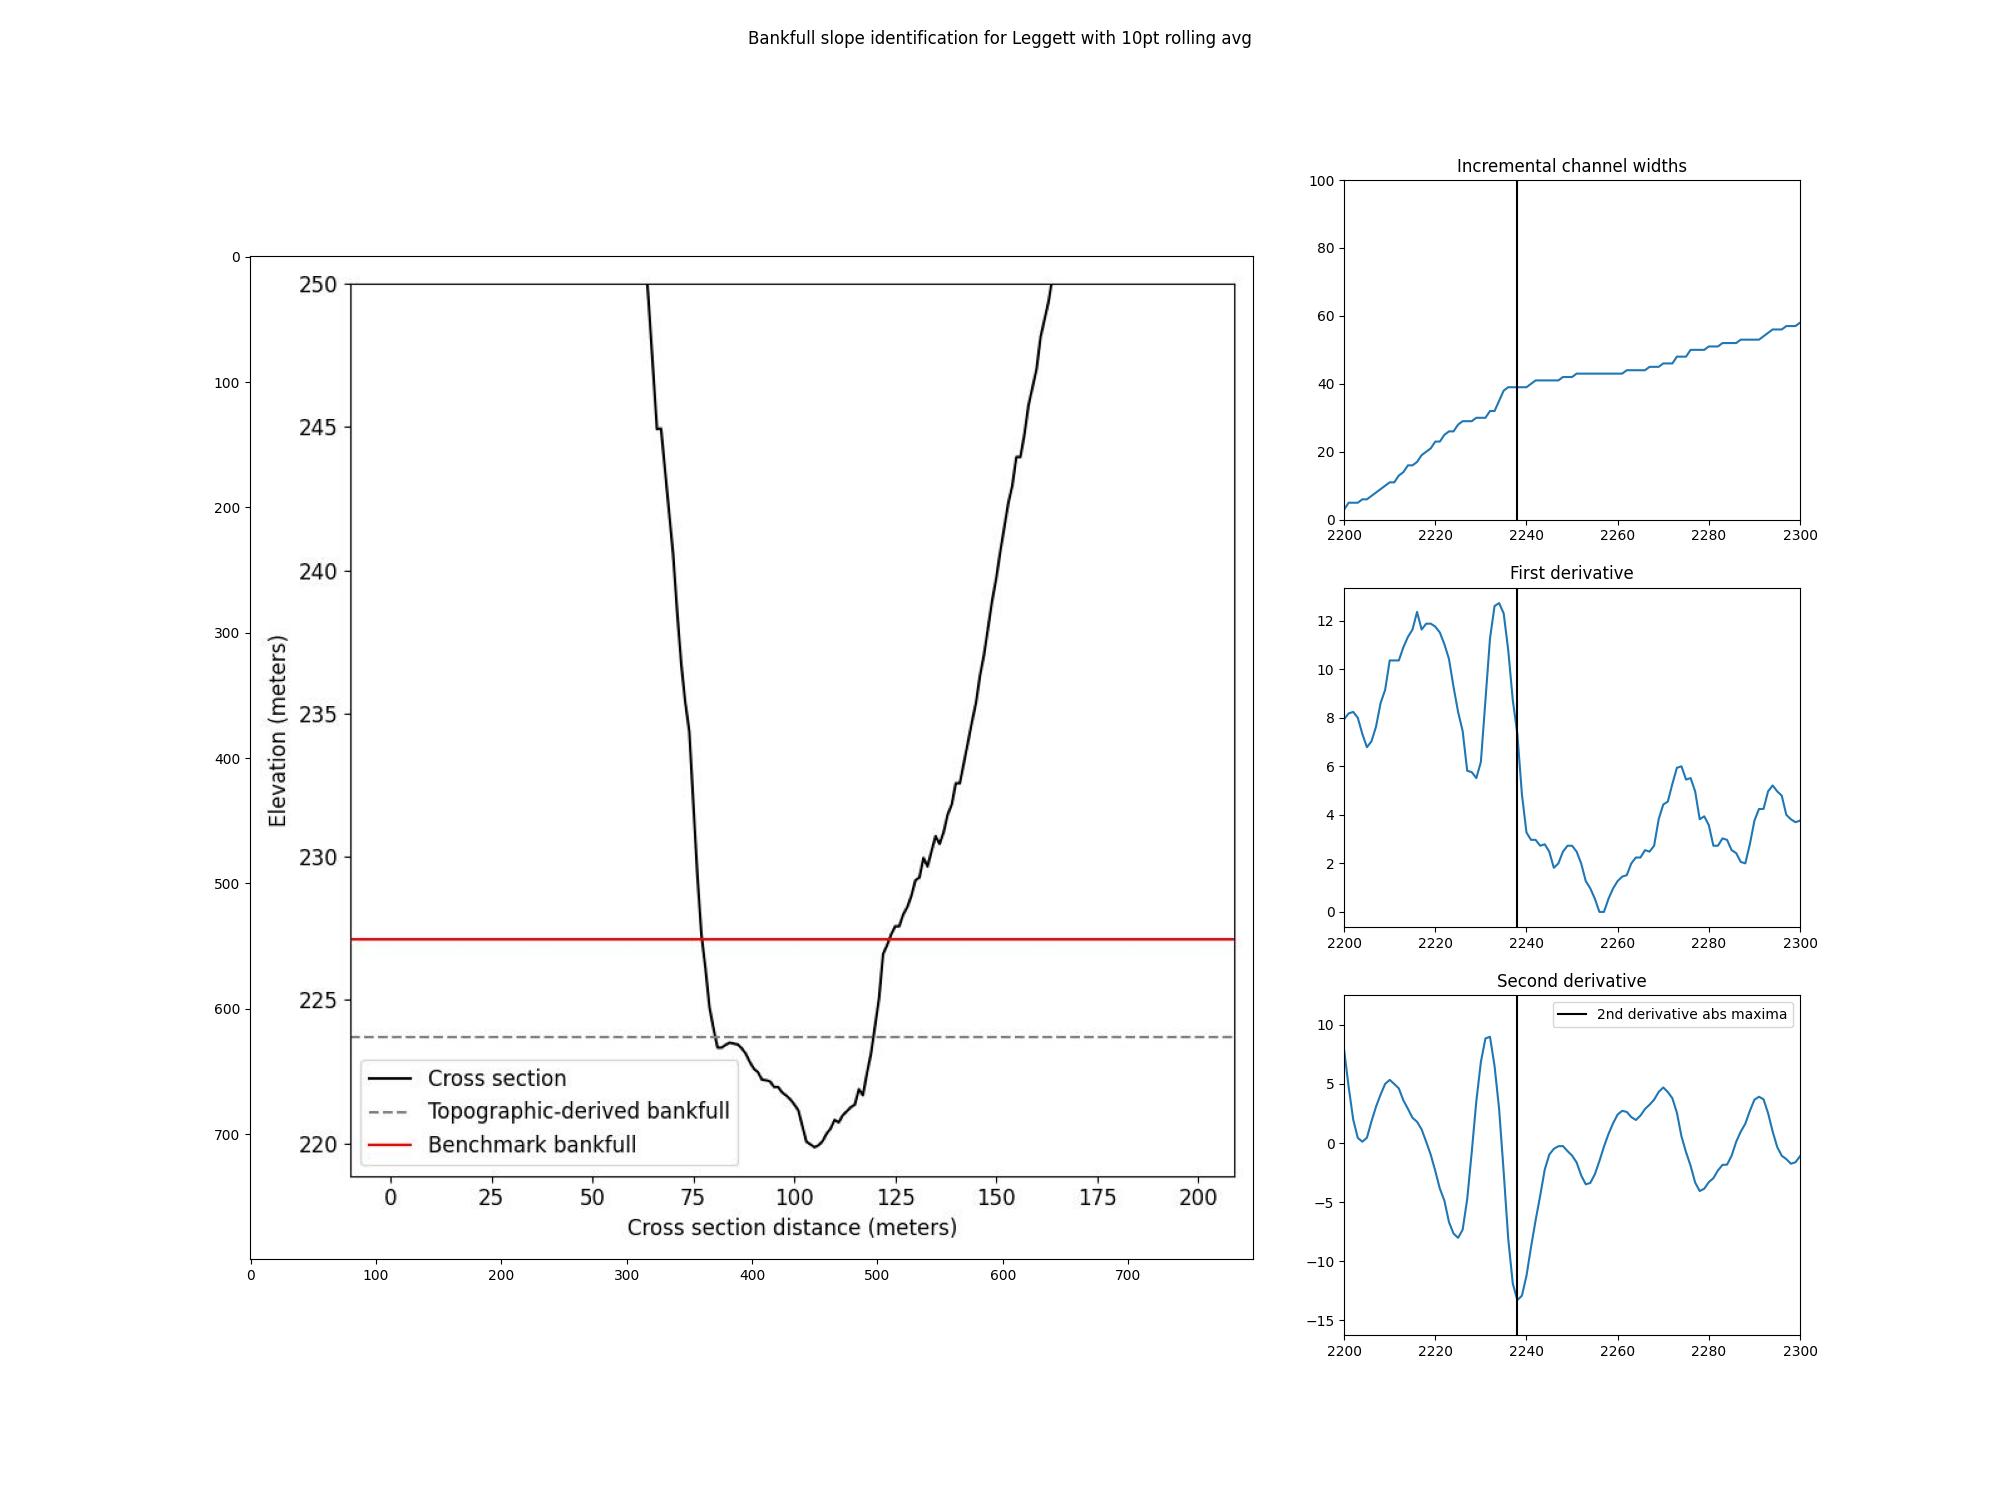 Bankfull slope identification for Leggett with 10pt rolling avg
0
100
200
300
400
500
600
700
250
245
240
235
230
225
220
Elevation (meters)
Cross section
Topographic-derived bankfull
Benchmark bankfull
0 25 50 75 100 125 150 175 200
Cross section distance (meters)
0 100 200 300 400 500 600 700
Incremental channel widths
100
80
60
40
20
0
2200 2220 2240 2260 2280 2300
First derivative
12
10
8
6
4
2
0
2200 2220 2240 2260 2280 2300
Second derivative
2nd derivative abs maxima
10
5
0
−5
−10
−15
2200 2220 2240 2260 2280 2300